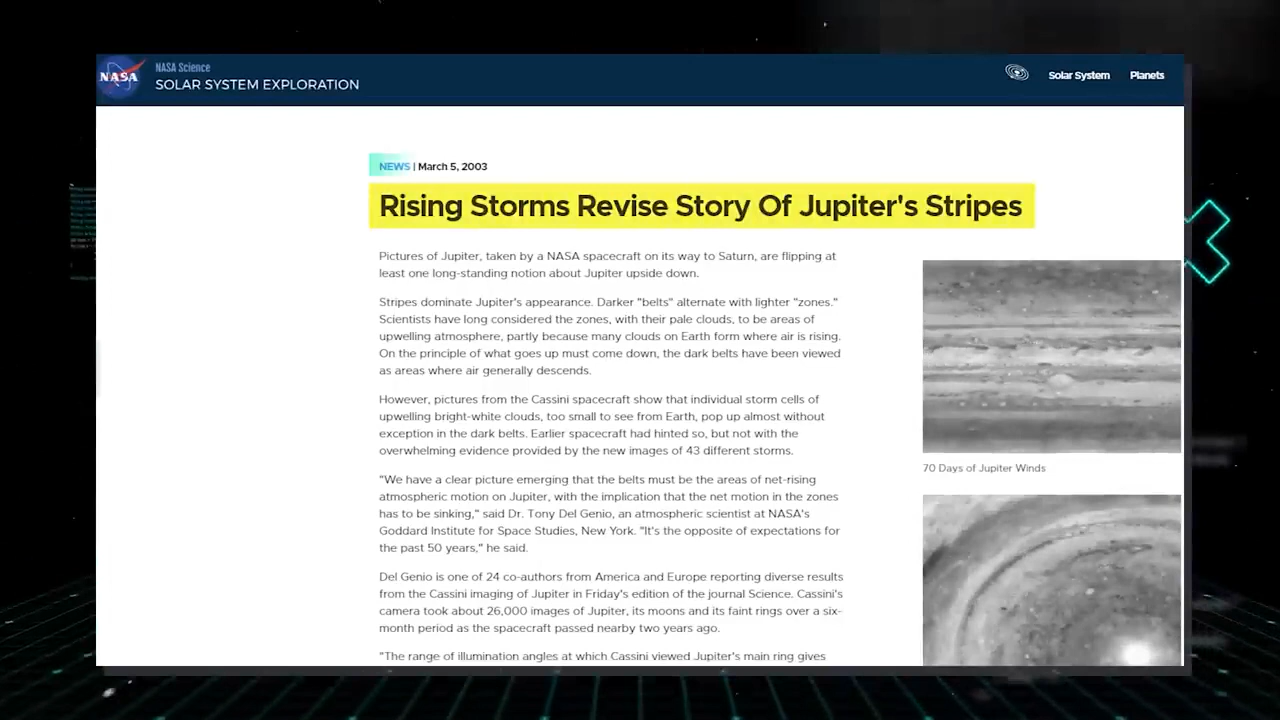 NASA
NASA Science
SOLAR SYSTEM EXPLORATION
Solar System
Planets
NEWS | March 5, 2003
Rising Storms Revise Story Of Jupiter's Stripes
Pictures of Jupiter, taken by a NASA spacecraft on its way to Saturn, are flipping at
least one long-standing notion about Jupiter upside down.
Stripes dominate Jupiter's appearance. Darker "belts" alternate with lighter "zones."
Scientists have long considered the zones, with their pale clouds, to be areas of
upwelling atmosphere, partly because many clouds on Earth form where air is rising.
On the principle of what goes up must come down, the dark belts have been viewed
as areas where air generally descends.
However, pictures from the Cassini spacecraft show that individual storm cells of
upwelling bright-white clouds, too small to see from Earth, pop up almost without
exception in the dark belts. Earlier spacecraft had hinted so, but not with the
overwhelming evidence provided by the new images of 43 different storms.
"We have a clear picture emerging that the belts must be the areas of net-rising
atmospheric motion on Jupiter, with the implication that the net motion in the zones
has to be sinking," said Dr. Tony Del Genio, an atmospheric scientist at NASA's
Goddard Institute for Space Studies, New York. "It's the opposite of expectations for
the past 50 years," he said.
Del Genio is one of 24 co-authors from America and Europe reporting diverse results
from the Cassini imaging of Jupiter in Friday's edition of the journal Science. Cassini's
camera took about 26,000 images of Jupiter, its moons and its faint rings over a six-
month period as the spacecraft passed nearby two years ago.
"The range of illumination angles at which Cassini viewed Jupiter's main ring gives
70 Days of Jupiter Winds